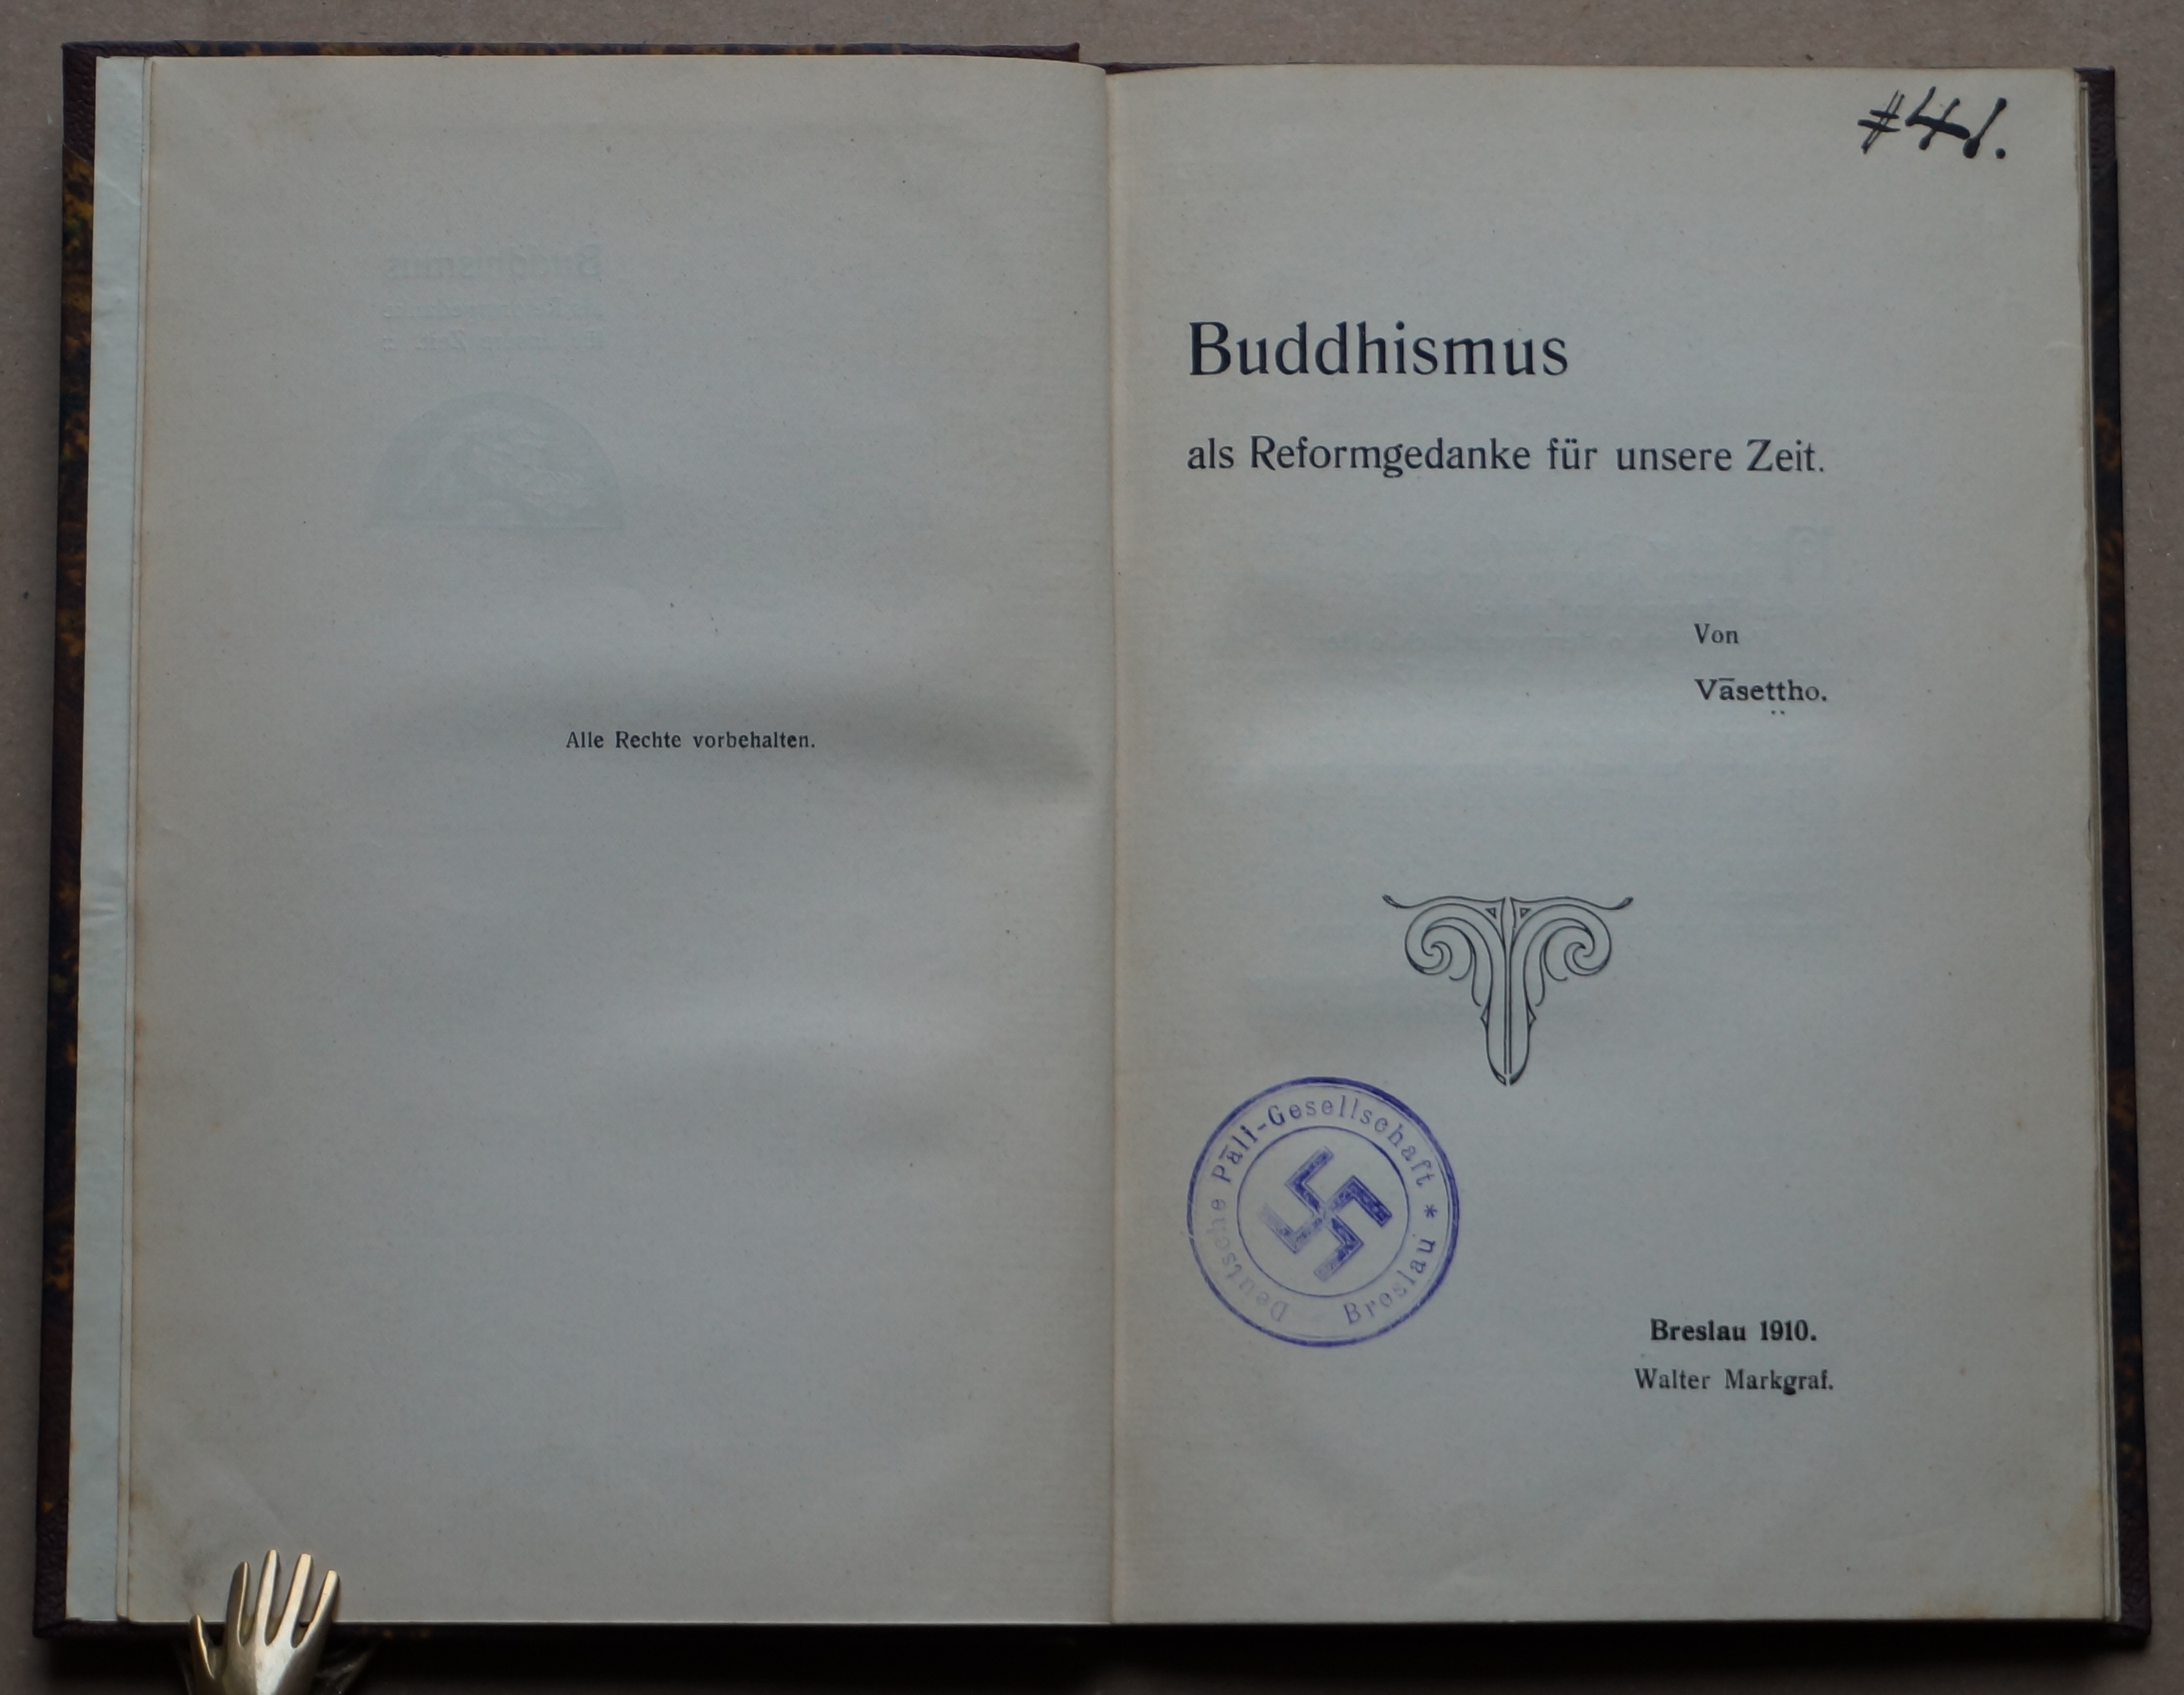 Alle Rechte vorbehalten.
#41.
Buddhismus
als Reformgedanke für unsere Zeit.
Von
Vāseṭṭho.
Deutsche Pāli-Gesellschaft * Breslau
Breslau 1910.
Walter Markgraf.